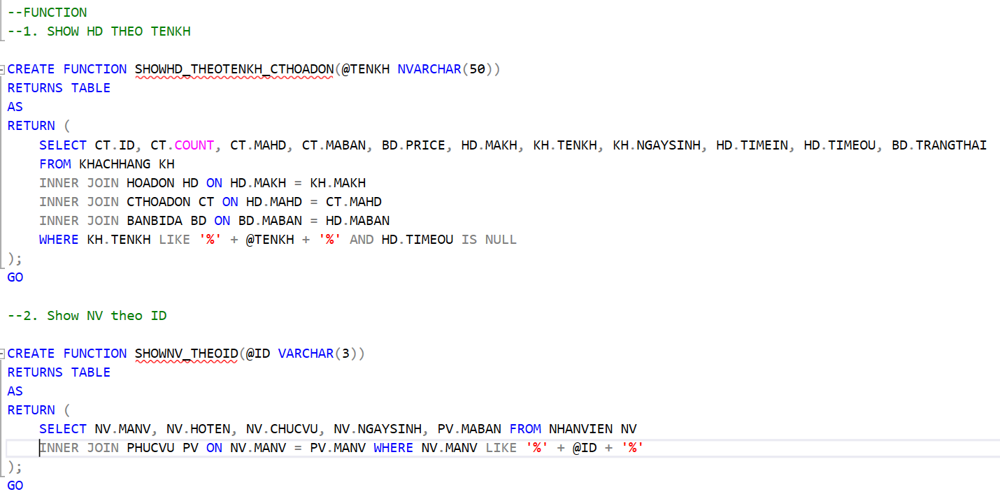 --FUNCTION
--1. SHOW HD THEO TENKH
CREATE FUNCTION SHOWHD_THEOTENKH_CTHOADON(@TENKH NVARCHAR(50))
RETURNS TABLE
AS
RETURN (
SELECT CT.ID, CT.COUNT, CT.MAHD, CT.MABAN, BD.PRICE, HD.MAKH, KH.TENKH, KH.NGAYSINH, HD.TIMEIN, HD.TIMEOU, BD.TRANGTHAI
FROM KHACHHANG KH
INNER JOIN HOADON HD ON HD.MAKH = KH.MAKH
INNER JOIN CTHOADON CT ON HD.MAHD = CT.MAHD
INNER JOIN BANBIDA BD ON BD.MABAN = HD.MABAN
WHERE KH.TENKH LIKE '%' + @TENKH + '%' AND HD.TIMEOU IS NULL
);
GO
--2. Show NV theo ID
CREATE FUNCTION SHOWNV_THEOID(@ID VARCHAR(3))
RETURNS TABLE
AS
RETURN (
SELECT NV.MANV, NV.HOTEN, NV.CHUCVU, NV.NGAYSINH, PV.MABAN FROM NHANVIEN NV
INNER JOIN PHUCVU PV ON NV.MANV = PV.MANV WHERE NV.MANV LIKE '%' + @ID + '%'
);
GO